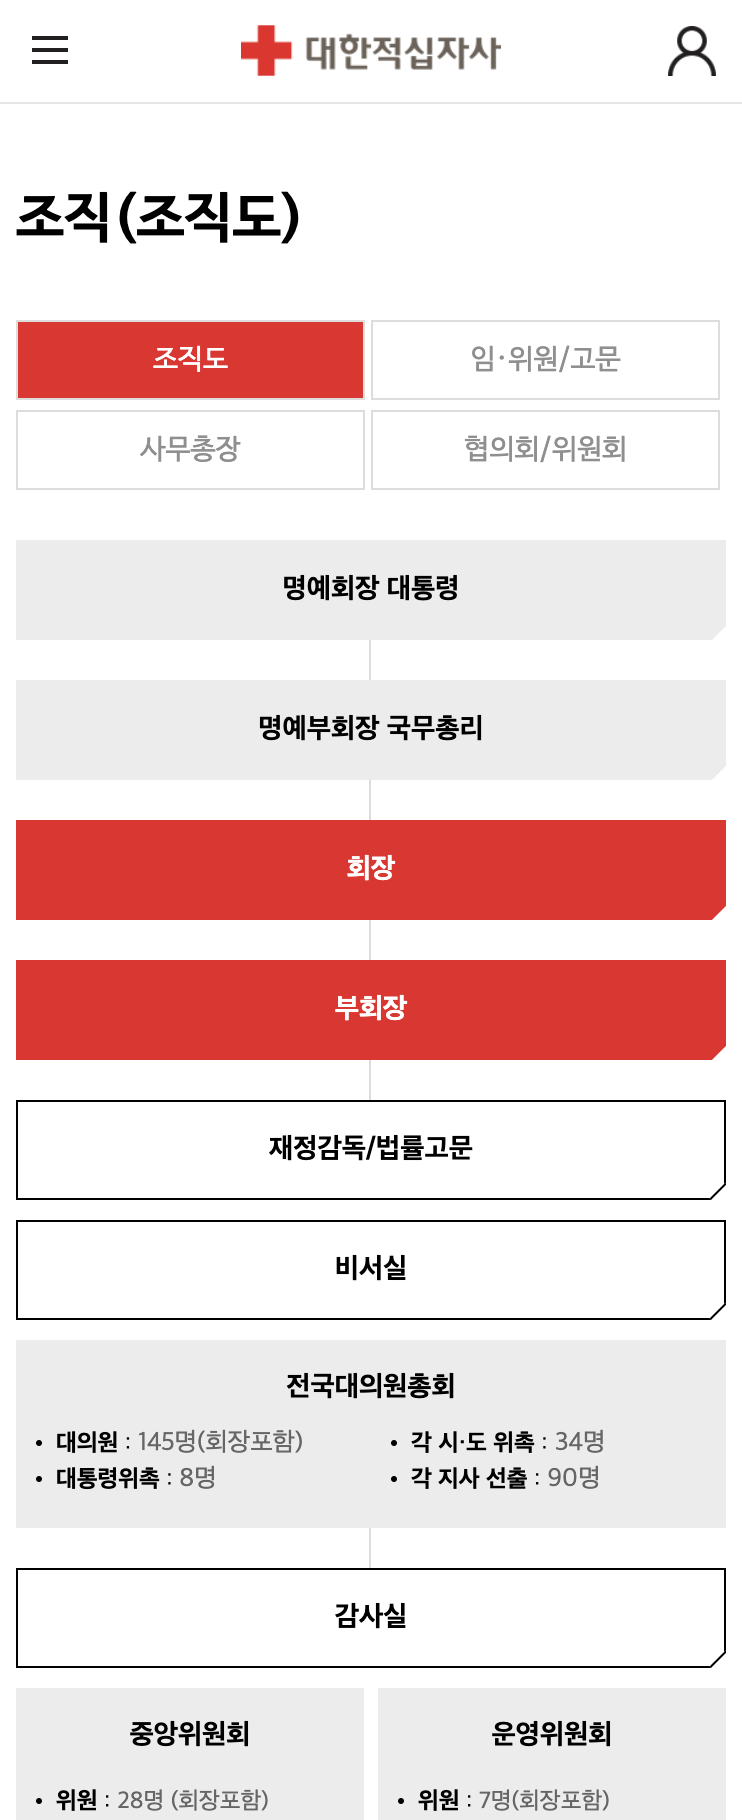 대한적십자사
조직(조직도)
조직도
임·위원/고문
사무총장
협의회/위원회
명예회장 대통령
명예부회장 국무총리
회장
부회장
재정감독/법률고문
비서실
전국대의원총회
• 대의원 : 145명(회장포함)
• 각 시·도 위촉 : 34명
• 대통령위촉 : 8명
• 각 지사 선출 : 90명
감사실
중앙위원회
• 위원 : 28명 (회장포함)
운영위원회
• 위원 : 7명(회장포함)